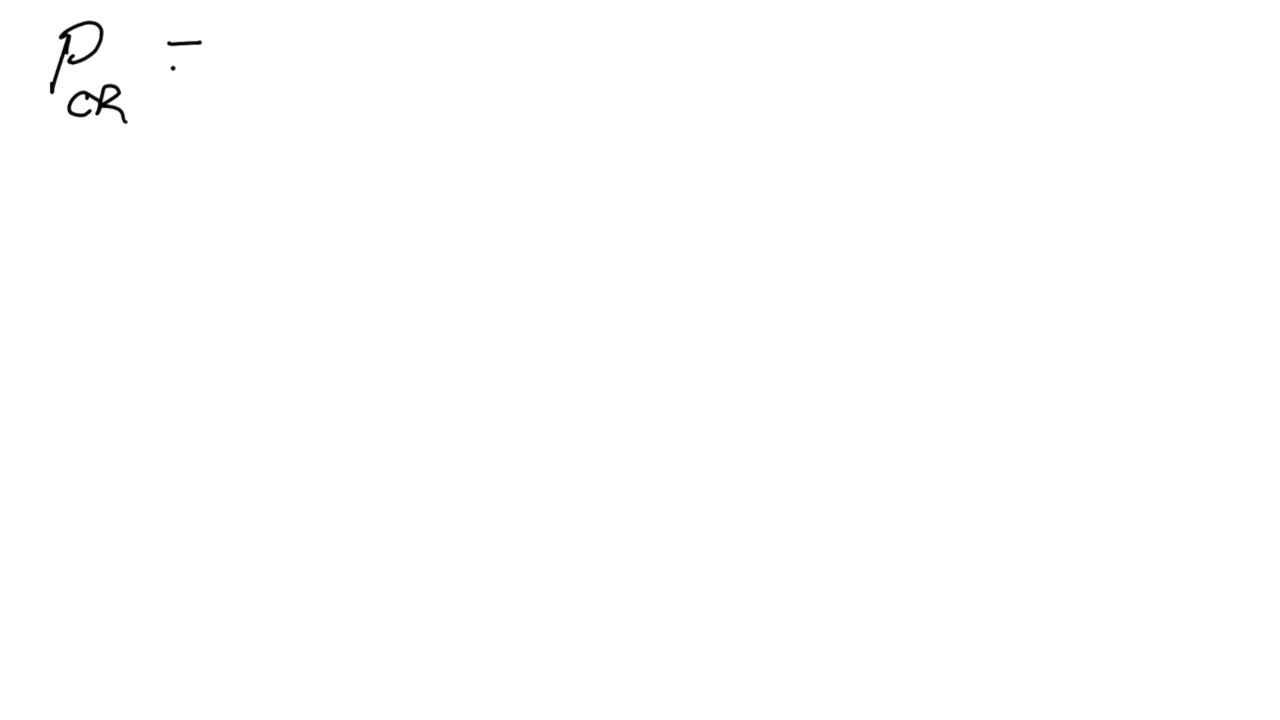 P_CR =